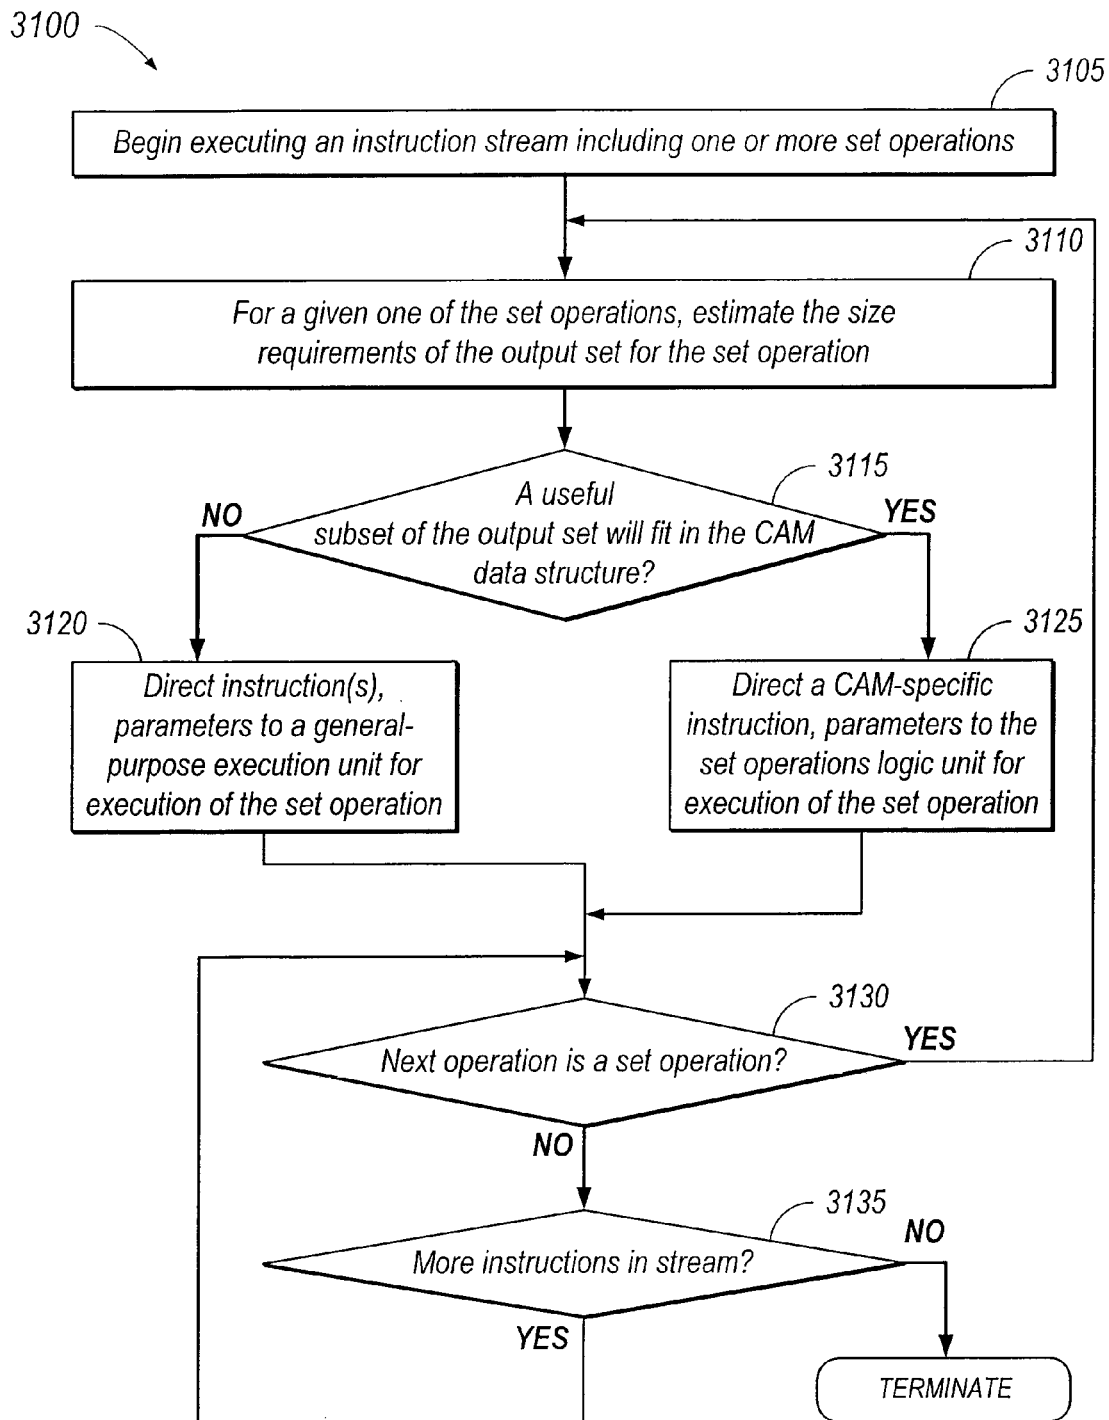 3100
3105
Begin executing an instruction stream including one or more set operations
3110
For a given one of the set operations, estimate the size
requirements of the output set for the set operation
3115
A useful
subset of the output set will fit in the CAM
data structure?
NO
YES
3120
Direct instruction(s),
parameters to a general-
purpose execution unit for
execution of the set operation
3125
Direct a CAM-specific
instruction, parameters to the
set operations logic unit for
execution of the set operation
3130
Next operation is a set operation?
YES
NO
3135
More instructions in stream?
NO
YES
TERMINATE